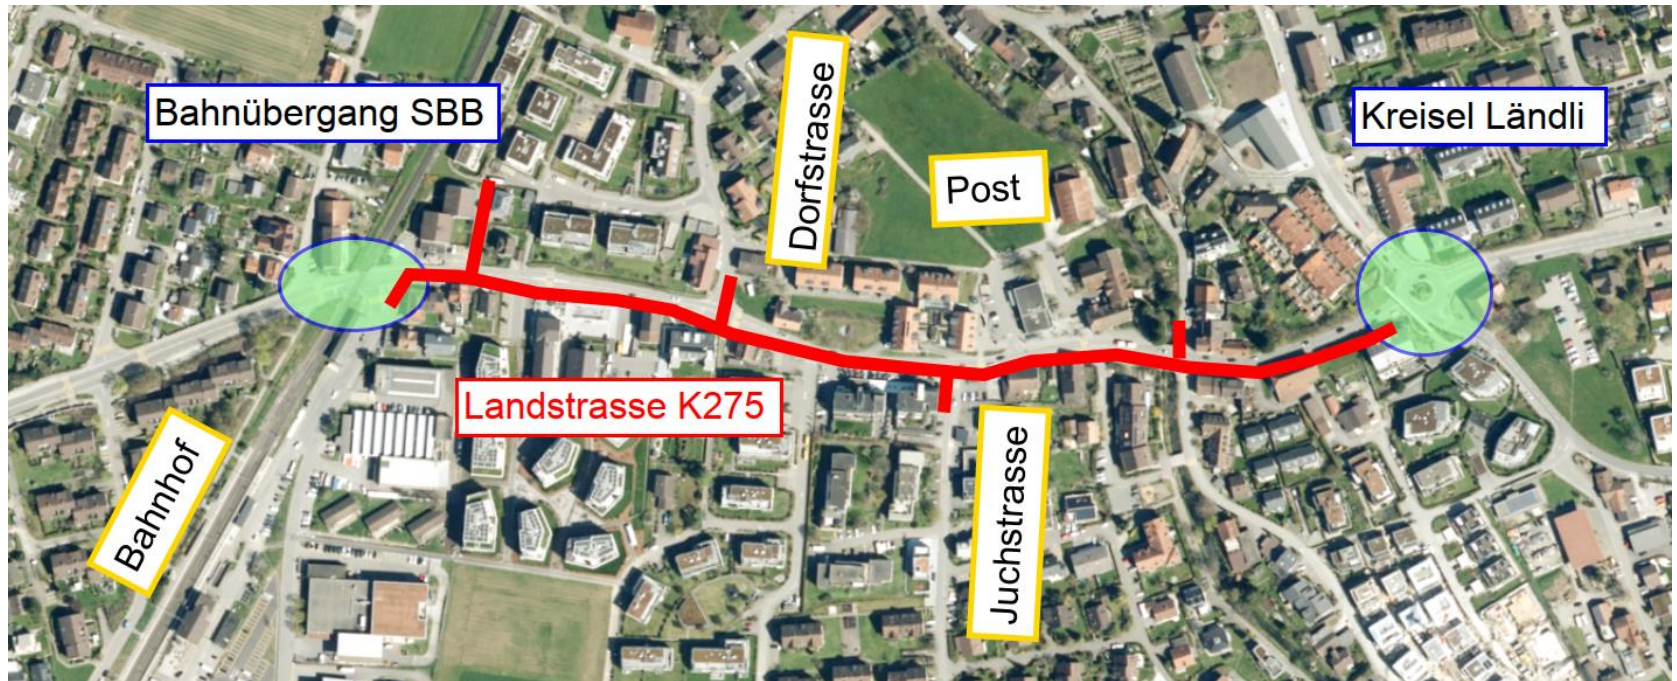 Bahnübergang SBB
Dorfstrasse
Post
Kreisel Ländli
Landstrasse K275
Bahnhof
Juchstrasse